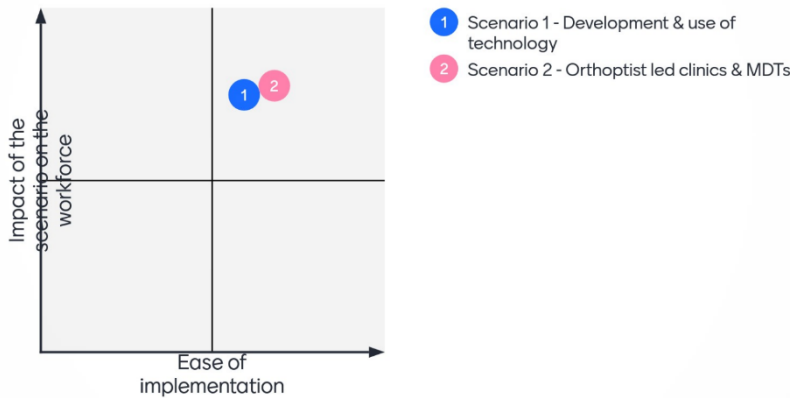 1
Scenario 1 - Development & use of
technology
2
Scenario 2 - Orthoptist led clinics & MDTs
1
2
Impact of the
scenario on the
workforce
Ease of
implementation